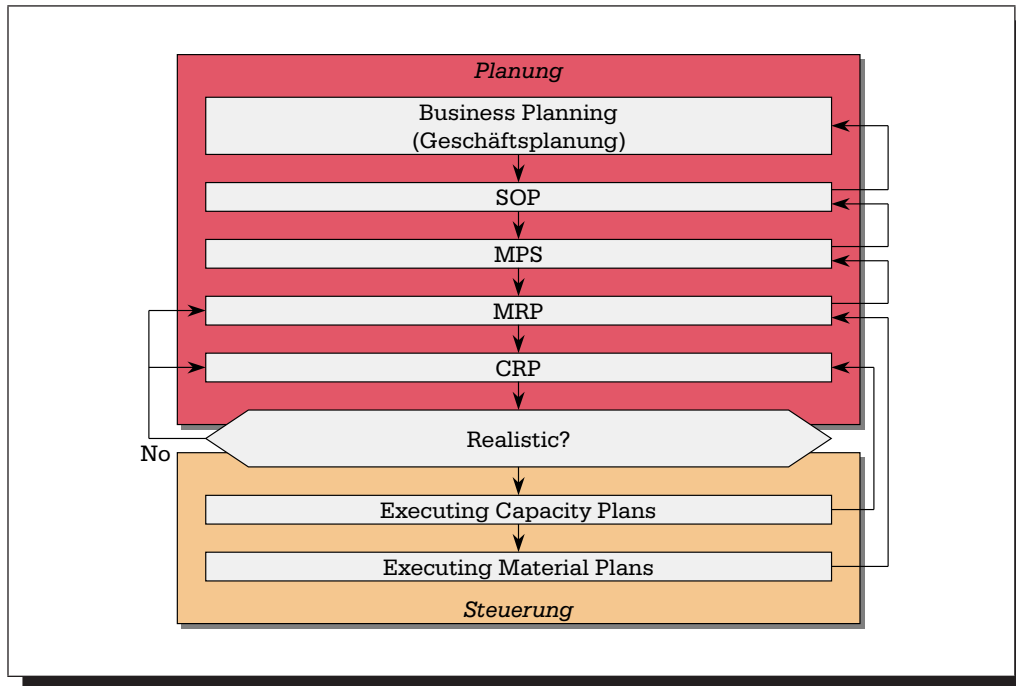 Planung
Business Planning
(Geschäftsplanung)
SOP
MPS
MRP
CRP
Realistic?
No
Executing Capacity Plans
Executing Material Plans
Steuerung